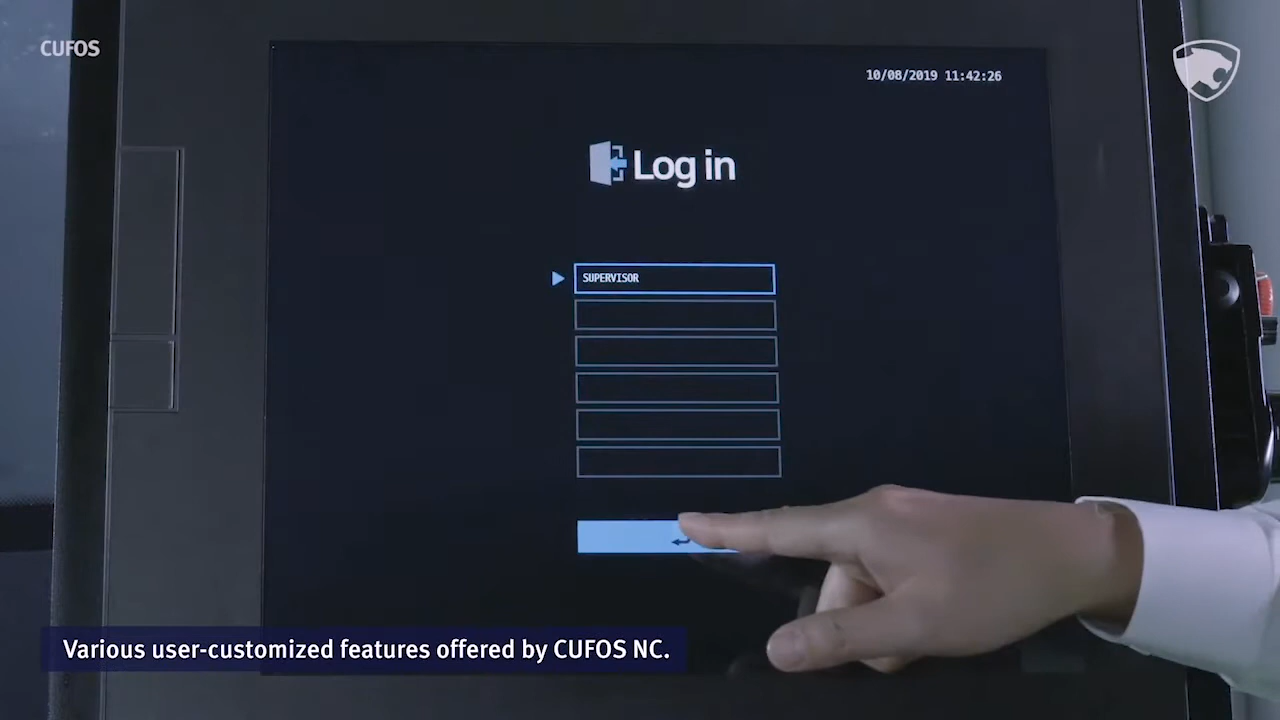 CUFOS
10/08/2019 11:42:26
Log in
SUPERVISOR
Various user-customized features offered by CUFOS NC.